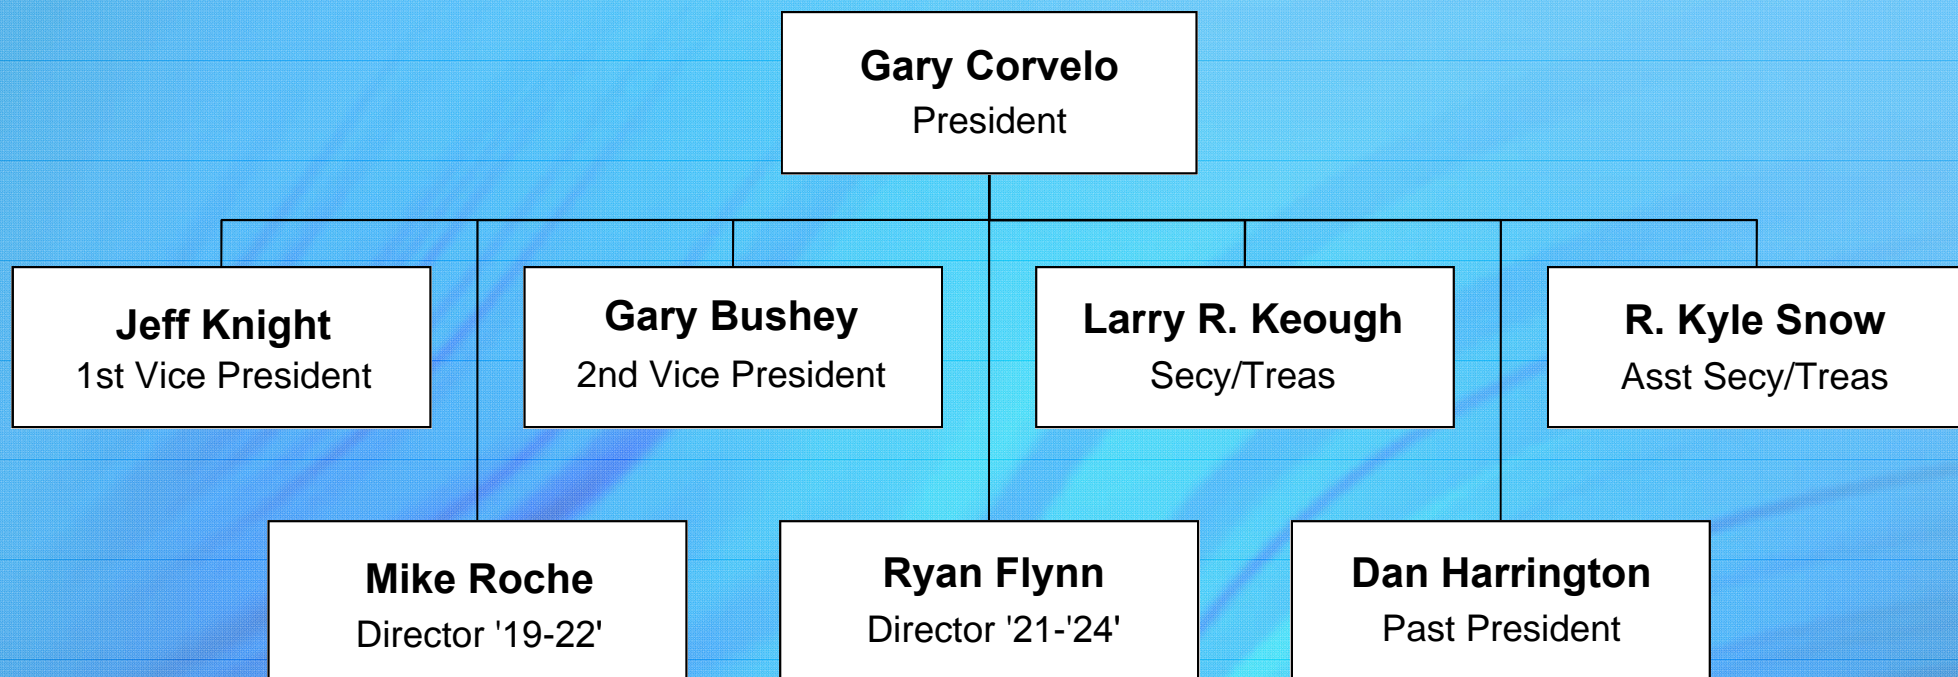 Gary Corvelo
President
Jeff Knight
1st Vice President
Gary Bushey
2nd Vice President
Larry R. Keough
Secy/Treas
R. Kyle Snow
Asst Secy/Treas
Mike Roche
Director '19-22'
Ryan Flynn
Director '21-'24'
Dan Harrington
Past President